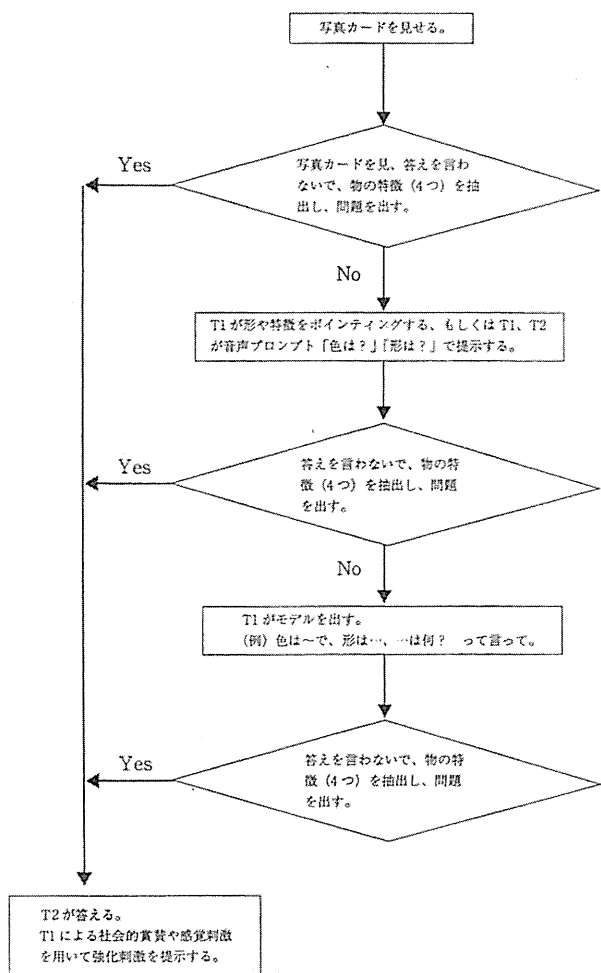 写真カードを見せる。
Yes
写真カードを見、答えを言わ
ないで、物の特徴（4つ）を抽
出し、問題を出す。
No
T1が形や特徴をポインティングする、もしくはT1、T2
が音声プロンプト「色は？」「形は？」で提示する。
Yes
答えを言わないで、物の特
徴（4つ）を抽出し、問題
を出す。
No
T1がモデルを出す。
（例）色は～で、形は…、…は何？　って言って。
Yes
答えを言わないで、物の特
徴（4つ）を抽出し、問題
を出す。
T2が答える。
T1による社会的賞賛や感覚刺激
を用いて強化刺激を提示する。